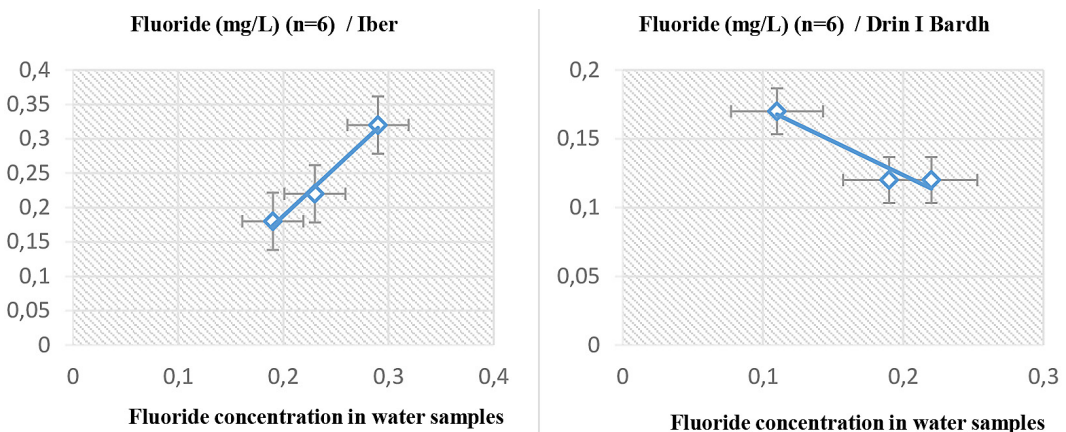 Fluoride (mg/L) (n=6) / Iber
0,4
0,35
0,3
0,25
0,2
0,15
0,1
0,05
0
0 0,1 0,2 0,3 0,4
Fluoride concentration in water samples
Fluoride (mg/L) (n=6) / Drin I Bardh
0,2
0,15
0,1
0,05
0
0 0,1 0,2 0,3
Fluoride concentration in water samples